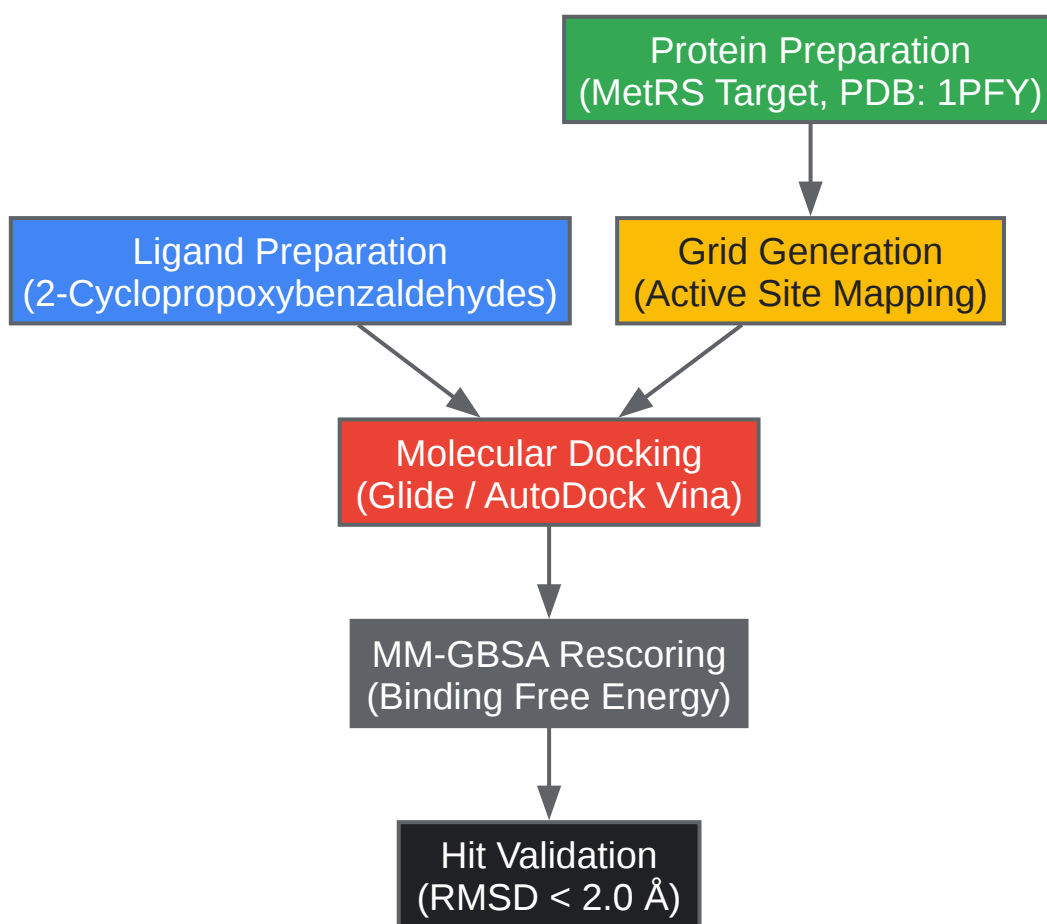 Protein Preparation
(MetRS Target, PDB: 1PFY)
Ligand Preparation
(2-Cyclopropoxybenzaldehydes)
Grid Generation
(Active Site Mapping)
Molecular Docking
(Glide / AutoDock Vina)
MM-GBSA Rescoring
(Binding Free Energy)
Hit Validation
(RMSD < 2.0 Å)